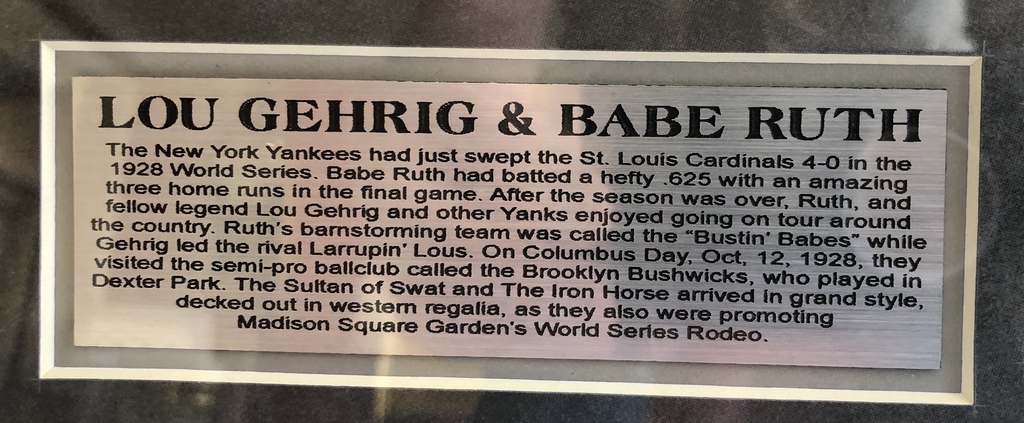 LOU GEHRIG & BABE RUTH
The New York Yankees had just swept the St. Louis Cardinals 4-0 in the
1928 World Series. Babe Ruth had batted a hefty .625 with an amazing
three home runs in the final game. After the season was over, Ruth, and
fellow legend Lou Gehrig and other Yanks enjoyed going on tour around
the country. Ruth's barnstorming team was called the "Bustin' Babes" while
Gehrig led the rival Larrupin' Lous. On Columbus Day, Oct, 12, 1928, they
visited the semi-pro ballclub called the Brooklyn Bushwicks, who played in
Dexter Park. The Sultan of Swat and The Iron Horse arrived in grand style,
decked out in western regalia, as they also were promoting
Madison Square Garden's World Series Rodeo.